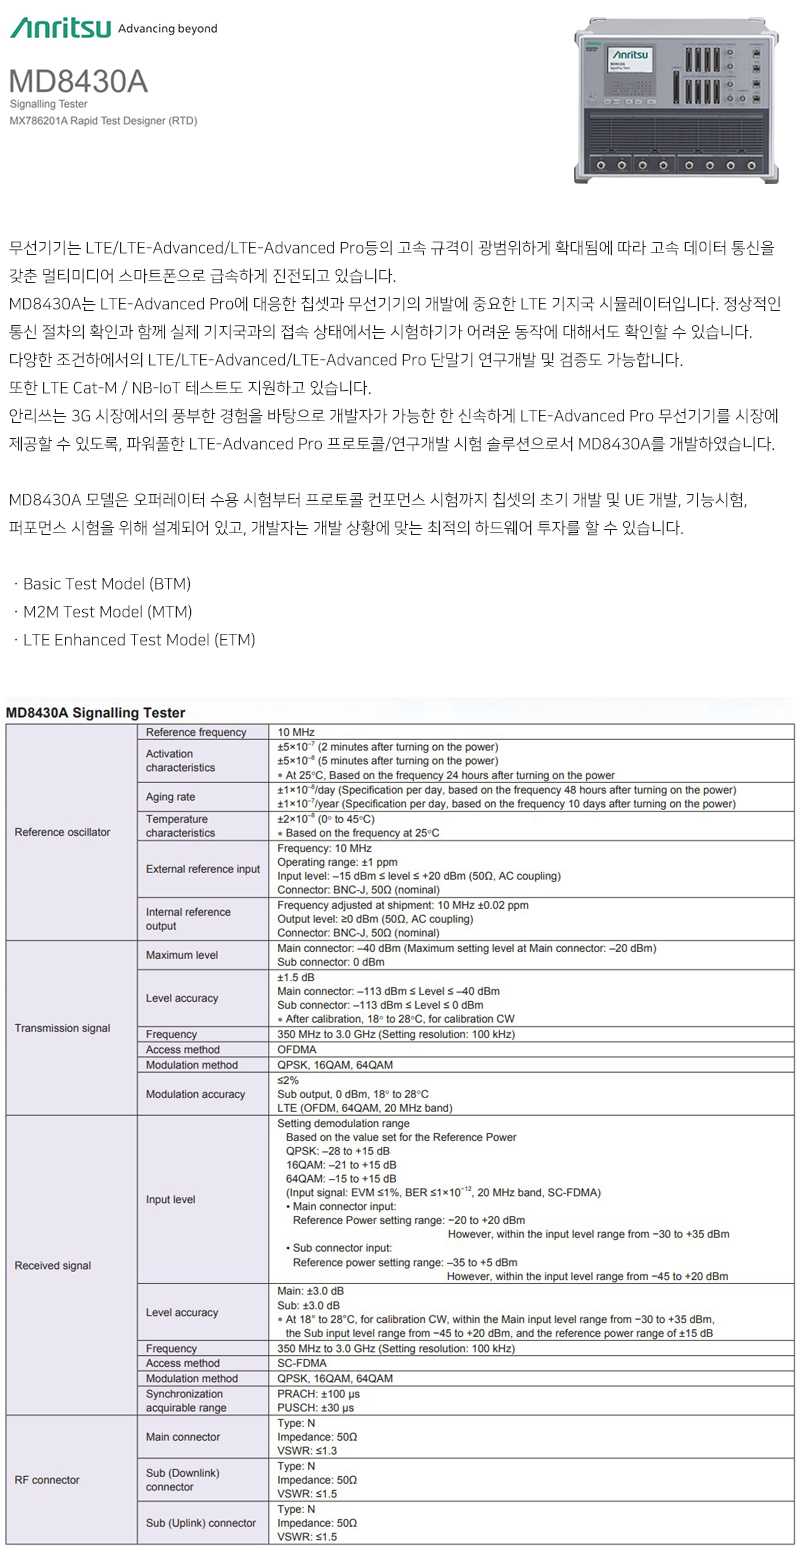 Anritsu Advancing beyond
MD8430A
Signalling Tester
MX786201A Rapid Test Designer (RTD)
Anritsu
무선기기는 LTE/LTE-Advanced/LTE-Advanced Pro등의 고속 규격이 광범위하게 확대됨에 따라 고속 데이터 통신을
갖춘 멀티미디어 스마트폰으로 급속하게 진전되고 있습니다.
MD8430A는 LTE-Advanced Pro에 대응한 칩셋과 무선기기의 개발에 중요한 LTE 기지국 시뮬레이터입니다. 정상적인
통신 절차의 확인과 함께 실제 기지국과의 접속 상태에서는 시험하기가 어려운 동작에 대해서도 확인할 수 있습니다.
다양한 조건하에서의 LTE/LTE-Advanced/LTE-Advanced Pro 단말기 연구개발 및 검증도 가능합니다.
또한 LTE Cat-M / NB-IoT 테스트도 지원하고 있습니다.
안리쓰는 3G 시장에서의 풍부한 경험을 바탕으로 개발자가 가능한 한 신속하게 LTE-Advanced Pro 무선기기를 시장에
제공할 수 있도록, 파워풀한 LTE-Advanced Pro 프로토콜/연구개발 시험 솔루션으로서 MD8430A를 개발하였습니다.
MD8430A 모델은 오퍼레이터 수용 시험부터 프로토콜 컨포먼스 시험까지 칩셋의 초기 개발 및 UE 개발, 기능시험,
퍼포먼스 시험을 위해 설계되어 있고, 개발자는 개발 상황에 맞는 최적의 하드웨어 투자를 할 수 있습니다.
· Basic Test Model (BTM)
· M2M Test Model (MTM)
· LTE Enhanced Test Model (ETM)
MD8430A Signalling Tester
Reference oscillator
Reference frequency
10 MHz
Activation
characteristics
±5×10⁻⁷ (2 minutes after turning on the power)
±5×10⁻⁸ (5 minutes after turning on the power)
* At 25°C, Based on the frequency 24 hours after turning on the power
Aging rate
±1×10⁻⁸/day (Specification per day, based on the frequency 48 hours after turning on the power)
±1×10⁻⁷/year (Specification per day, based on the frequency 10 days after turning on the power)
Temperature
characteristics
±2×10⁻⁸ (0° to 45°C)
* Based on the frequency at 25°C
External reference input
Frequency: 10 MHz
Operating range: ±1 ppm
Input level: –15 dBm ≤ level ≤ +20 dBm (50Ω, AC coupling)
Connector: BNC-J, 50Ω (nominal)
Internal reference
output
Frequency adjusted at shipment: 10 MHz ±0.02 ppm
Output level: ≥0 dBm (50Ω, AC coupling)
Connector: BNC-J, 50Ω (nominal)
Transmission signal
Maximum level
Main connector: –40 dBm (Maximum setting level at Main connector: –20 dBm)
Sub connector: 0 dBm
Level accuracy
±1.5 dB
Main connector: –113 dBm ≤ Level ≤ –40 dBm
Sub connector: –113 dBm ≤ Level ≤ 0 dBm
* After calibration, 18° to 28°C, for calibration CW
Frequency
350 MHz to 3.0 GHz (Setting resolution: 100 kHz)
Access method
OFDMA
Modulation method
QPSK, 16QAM, 64QAM
Modulation accuracy
≤2%
Sub output, 0 dBm, 18° to 28°C
LTE (OFDM, 64QAM, 20 MHz band)
Received signal
Input level
Setting demodulation range
Based on the value set for the Reference Power
QPSK: –28 to +15 dB
16QAM: –21 to +15 dB
64QAM: –15 to +15 dB
(Input signal: EVM ≤1%, BER ≤1×10⁻¹², 20 MHz band, SC-FDMA)
• Main connector input:
Reference Power setting range: −20 to +20 dBm
However, within the input level range from −30 to +35 dBm
• Sub connector input:
Reference power setting range: –35 to +5 dBm
However, within the input level range from −45 to +20 dBm
Level accuracy
Main: ±3.0 dB
Sub: ±3.0 dB
* At 18° to 28°C, for calibration CW, within the Main input level range from −30 to +35 dBm,
the Sub input level range from −45 to +20 dBm, and the reference power range of ±15 dB
Frequency
350 MHz to 3.0 GHz (Setting resolution: 100 kHz)
Access method
SC-FDMA
Modulation method
QPSK, 16QAM, 64QAM
Synchronization
acquirable range
PRACH: ±100 µs
PUSCH: ±30 µs
RF connector
Main connector
Type: N
Impedance: 50Ω
VSWR: ≤1.3
Sub (Downlink)
connector
Type: N
Impedance: 50Ω
VSWR: ≤1.5
Sub (Uplink) connector
Type: N
Impedance: 50Ω
VSWR: ≤1.5